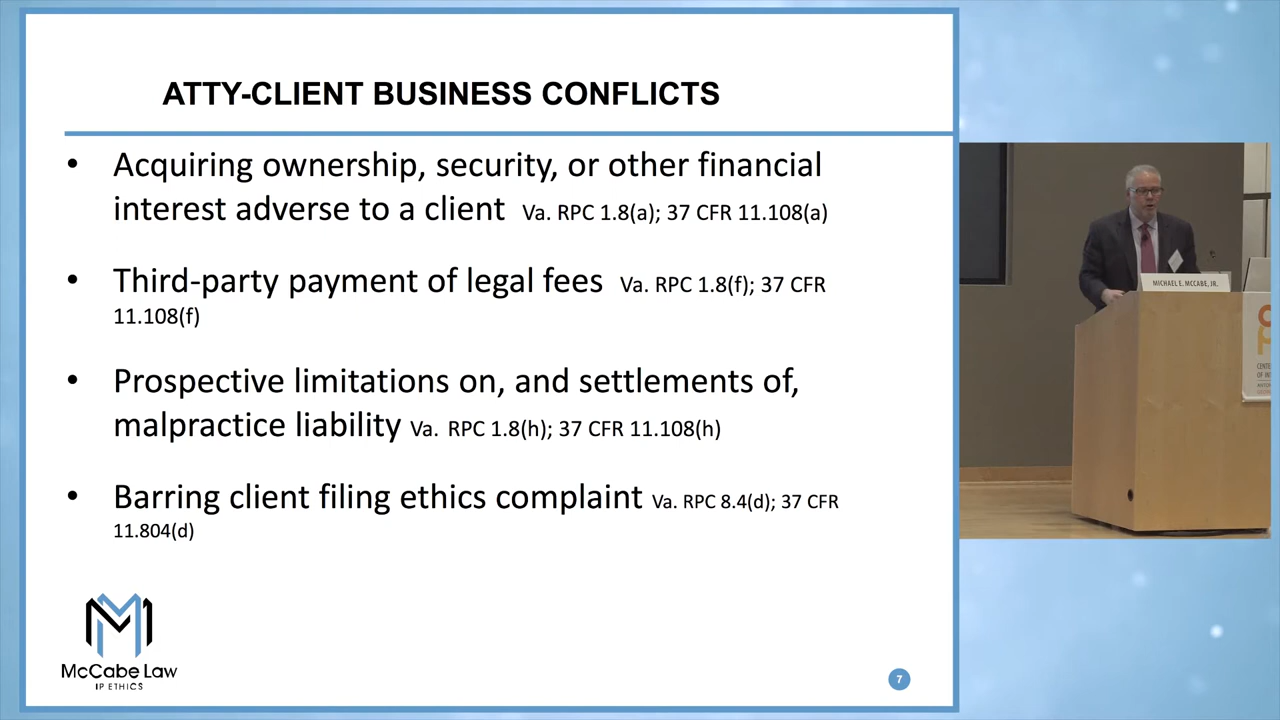 ATTY-CLIENT BUSINESS CONFLICTS
• Acquiring ownership, security, or other financial
interest adverse to a client Va. RPC 1.8(a); 37 CFR 11.108(a)
• Third-party payment of legal fees Va. RPC 1.8(f); 37 CFR
11.108(f)
• Prospective limitations on, and settlements of,
malpractice liability Va. RPC 1.8(h); 37 CFR 11.108(h)
• Barring client filing ethics complaint Va. RPC 8.4(d); 37 CFR
11.804(d)
McCabe Law
IP ETHICS
7
MICHAEL E. MCCABE, JR.
OF IN